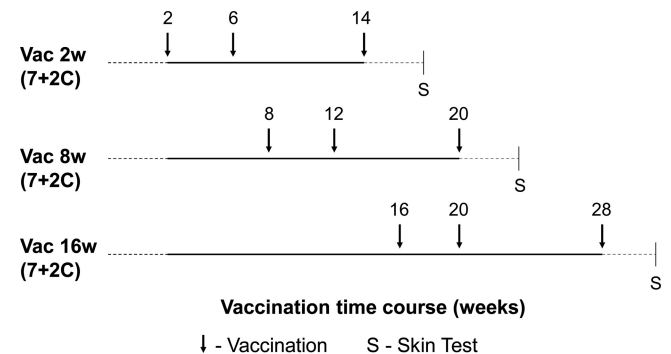 2 6 14
Vac 2w
(7+2C)
S
8 12 20
Vac 8w
(7+2C)
S
16 20 28
Vac 16w
(7+2C)
S
Vaccination time course (weeks)
- Vaccination S - Skin Test